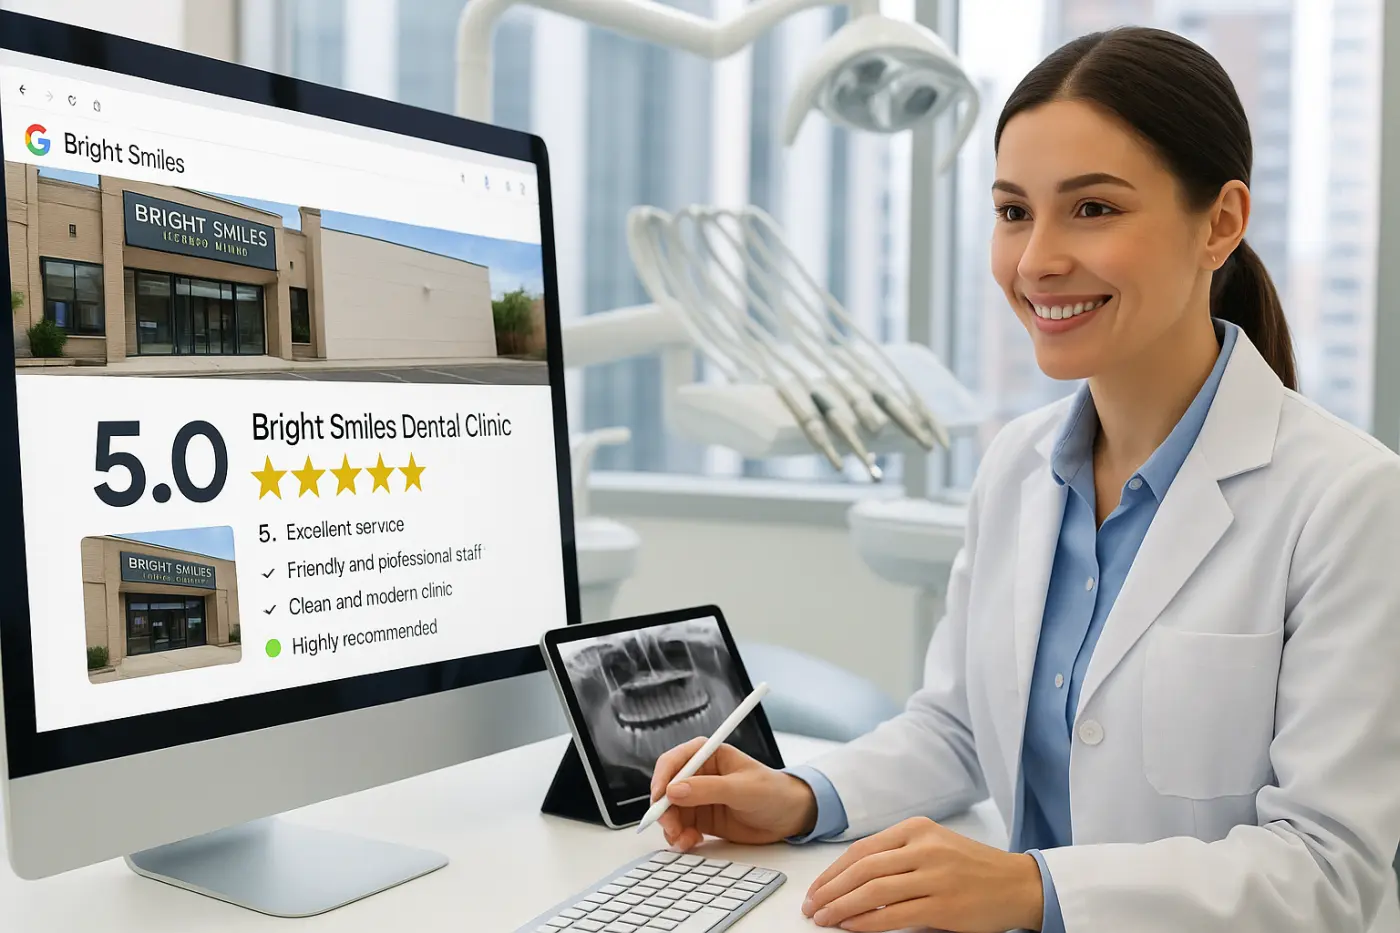 Bright Smiles
BRIGHT SMILES
5.0
Bright Smiles Dental Clinic
5. Excellent service
Friendly and piofessional staff
Clean and modern clinic
Highly recommended
BRIGHT SMILES